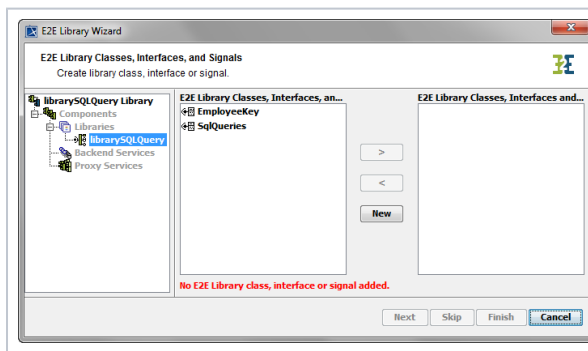 E2E Library Wizard
E2E Library Classes, Interfaces, and Signals
Create library class, interface or signal.
E2E
librarySQLQuery Library
Components
Libraries
librarySQLQuery
Backend Services
Proxy Services
E2E Library Classes, Interfaces, an...
EmployeeKey
SqlQueries
>
<
New
E2E Library Classes, Interfaces and...
No E2E Library class, interface or signal added.
Next Skip Finish Cancel